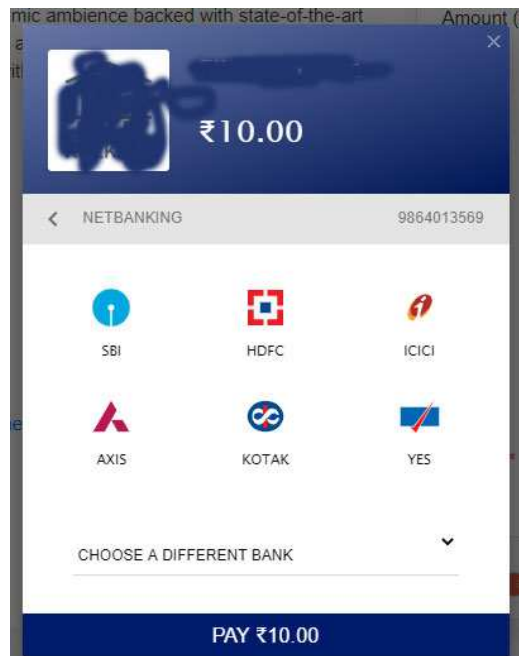 mic ambience backed with state-of-the-art
Amount (
₹10.00
NETBANKING
9864013569
SBI
HDFC
ICICI
AXIS
KOTAK
YES
CHOOSE A DIFFERENT BANK
PAY ₹10.00